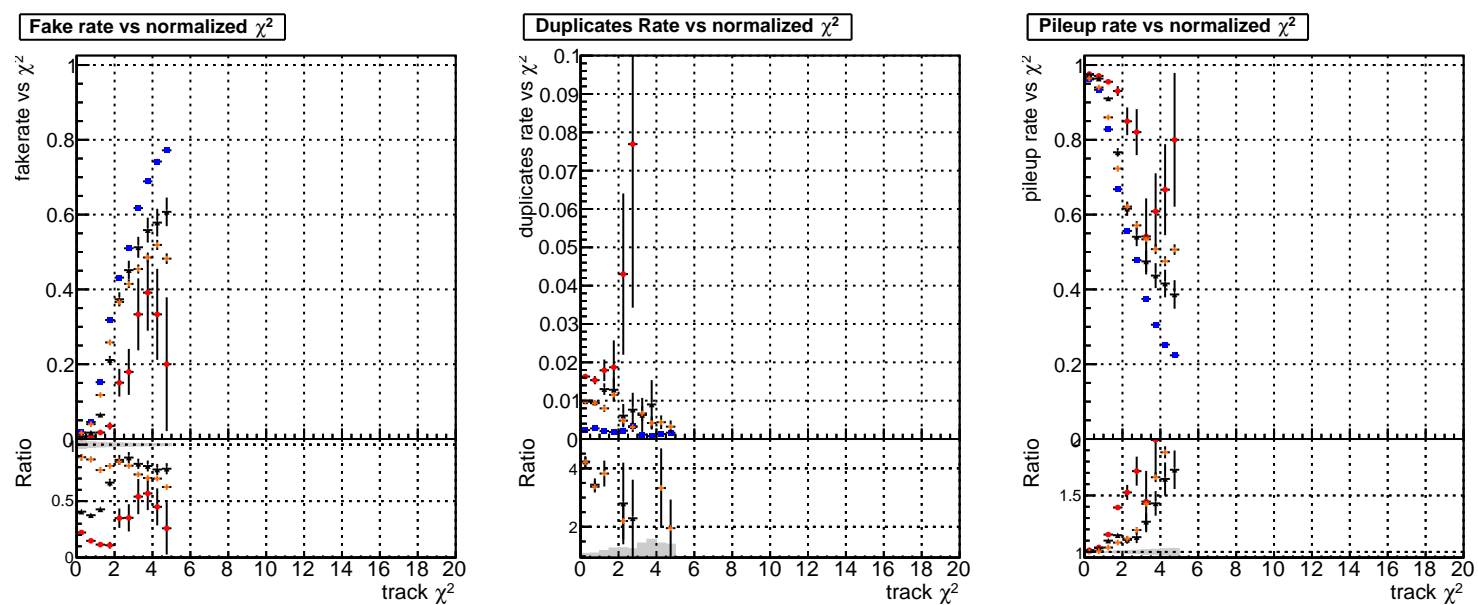 Fake rate vs normalized χ²
fakerate vs χ²
1
0.8
0.6
0.4
0.2
0
Ratio
1
0.5
0
0 2 4 6 8 10 12 14 16 18 20
track χ²
Duplicates Rate vs normalized χ²
duplicates rate vs χ²
0.1
0.09
0.08
0.07
0.06
0.05
0.04
0.03
0.02
0.01
0
Ratio
4
2
0 2 4 6 8 10 12 14 16 18 20
track χ²
Pileup rate vs normalized χ²
pileup rate vs χ²
1
0.8
0.6
0.4
0.2
0
Ratio
1.5
1
0 2 4 6 8 10 12 14 16 18 20
track χ²